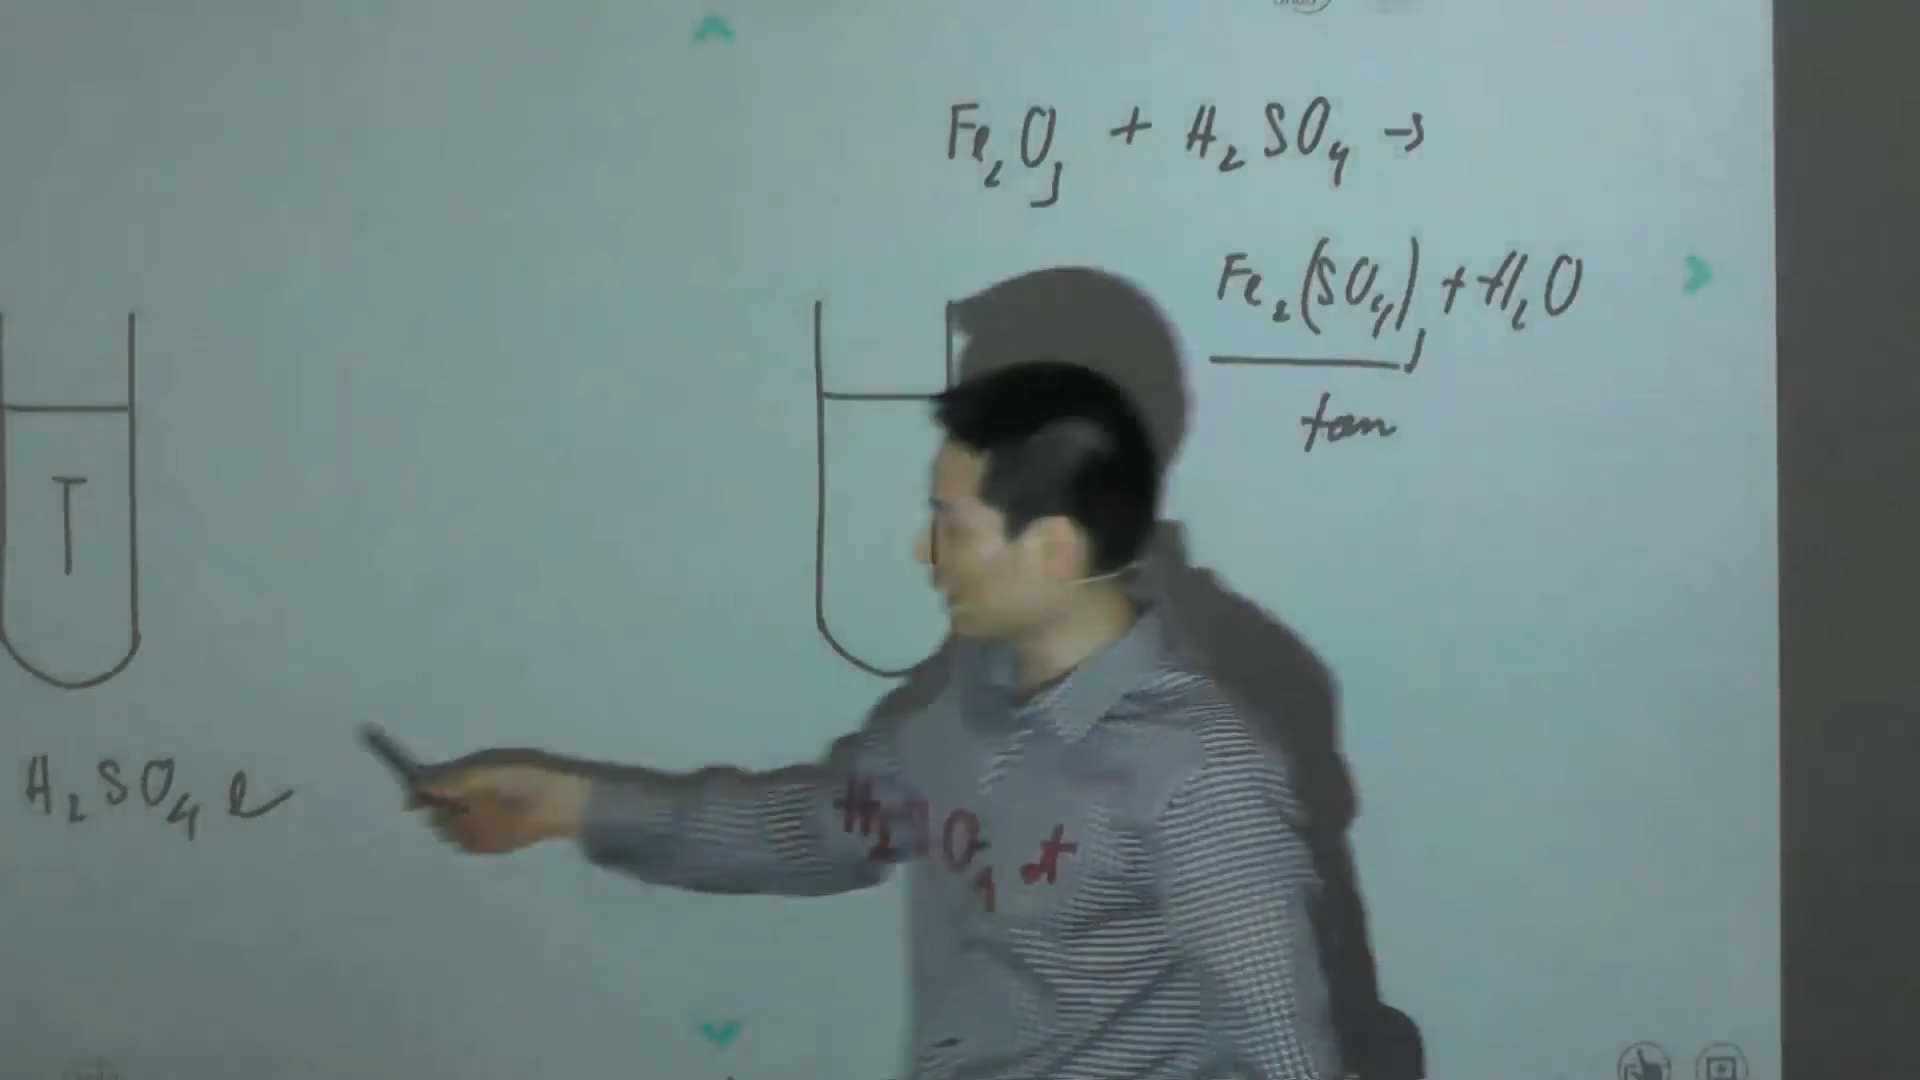 Fe₂O₃ + H₂SO₄ →
Fe₂(SO₄)₃ + H₂O
tan
T
H₂SO₄ l
H₂SO₄ đ